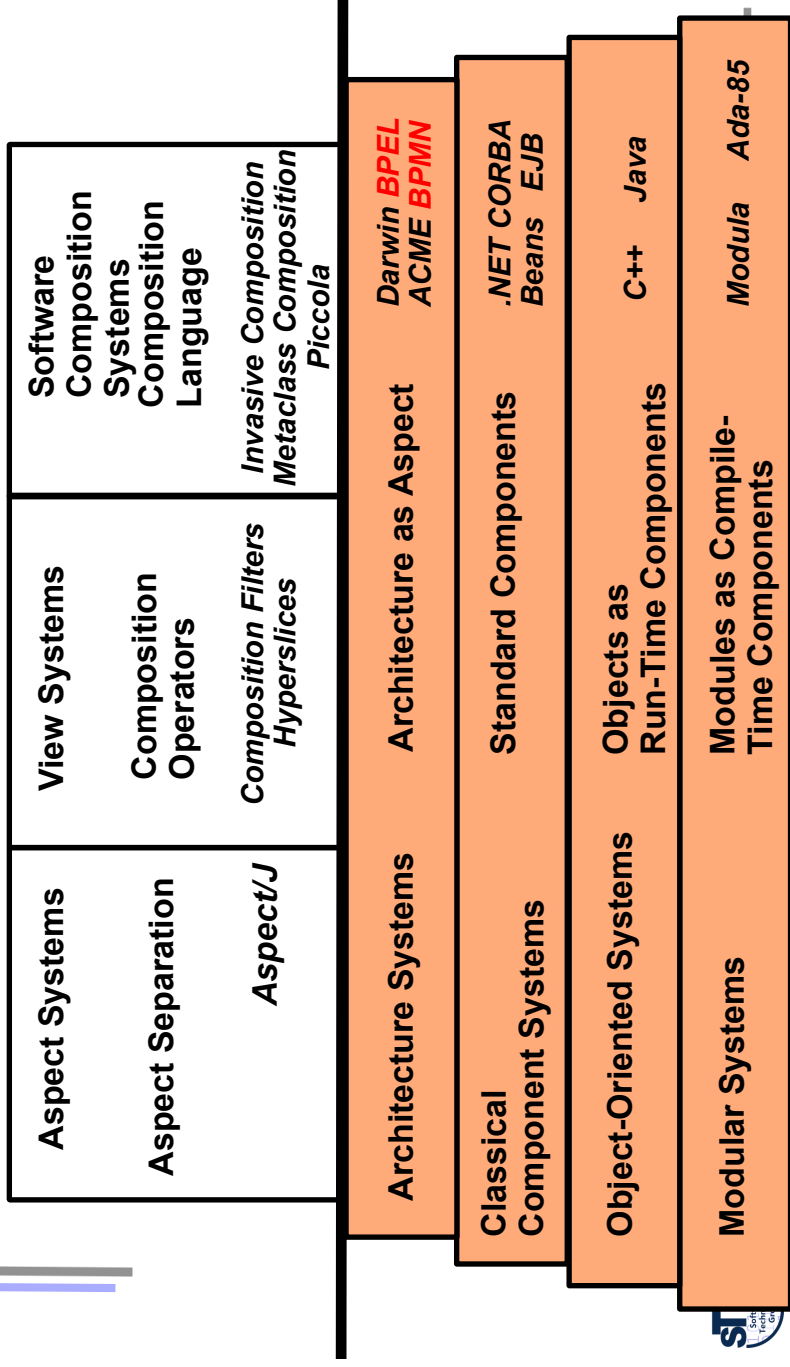 Aspect Systems
Aspect Separation
Aspect/J
View Systems
Composition
Operators
Composition Filters
Hyperslices
Software
Composition
Systems
Composition
Language
Invasive Composition
Metaclass Composition
Piccola
Architecture Systems
Architecture as Aspect
Darwin BPEL
ACME BPMN
Classical
Component Systems
Standard Components
.NET CORBA
Beans EJB
Object-Oriented Systems
Objects as
Run-Time Components
C++ Java
Modular Systems
Modules as Compile-
Time Components
Modula Ada-85
ST